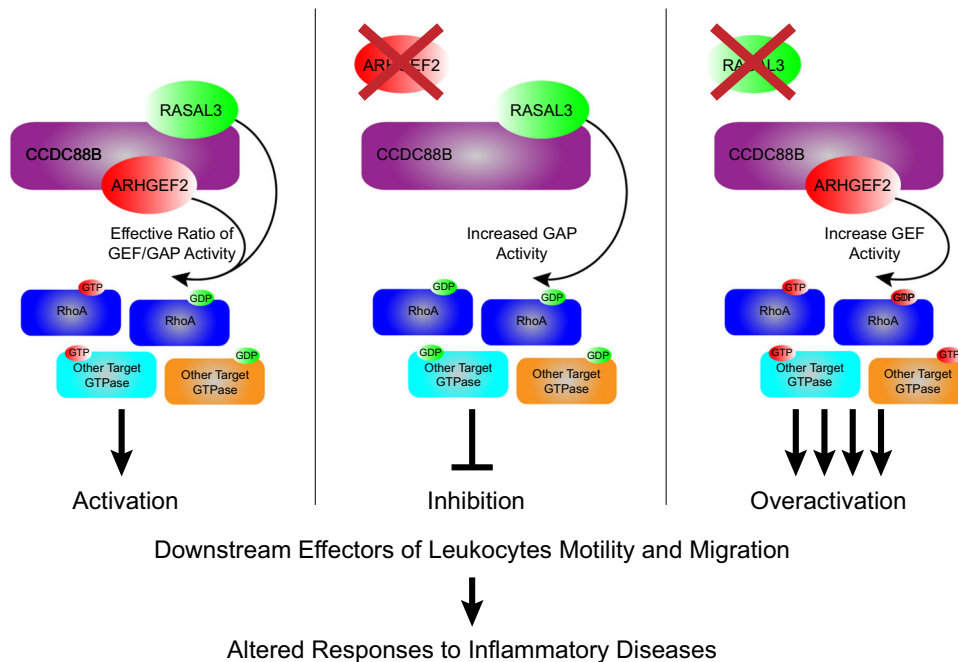 RASAL3
CCDC88B
ARHGEF2
Effective Ratio of
GEF/GAP Activity
GTP
RhoA
GDP
RhoA
GTP
Other Target
GTPase
GDP
Other Target
GTPase
Activation
ARHGEF2
RASAL3
CCDC88B
Increased GAP
Activity
GDP
RhoA
GDP
RhoA
GDP
Other Target
GTPase
GDP
Other Target
GTPase
Inhibition
RASAL3
CCDC88B
ARHGEF2
Increase GEF
Activity
GTP
RhoA
RhoA
GTP
Other Target
GTPase
GTP
Other Target
GTPase
Overactivation
Downstream Effectors of Leukocytes Motility and Migration
Altered Responses to Inflammatory Diseases